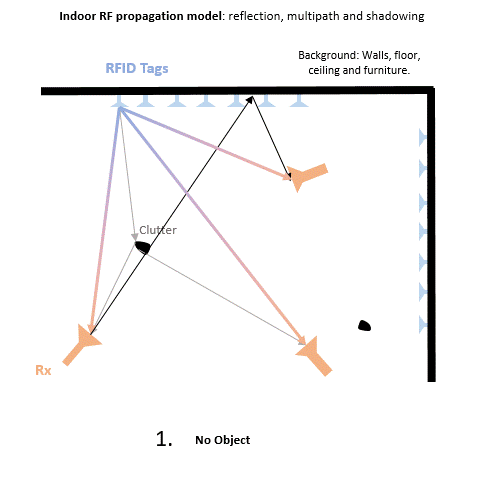 Indoor RF propagation model: reflection, multipath and shadowing
Background: Walls, floor,
ceiling and furniture.
RFID Tags
Clutter
Rx
1. No Object